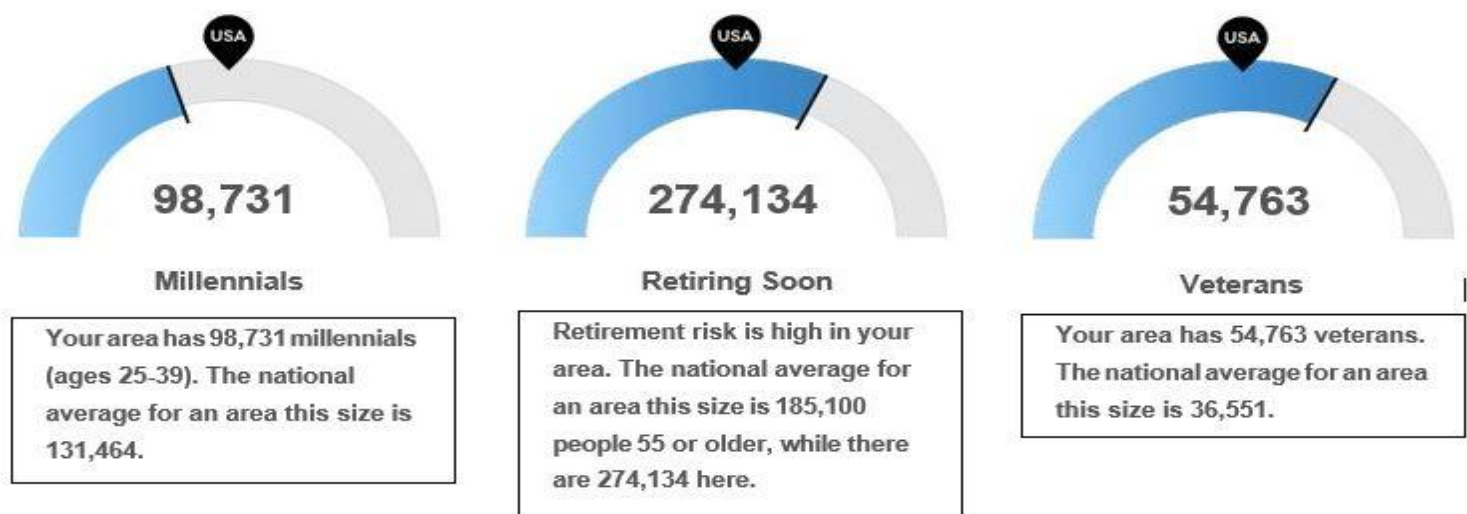 USA
98,731
Millennials
Your area has 98,731 millennials
(ages 25-39). The national
average for an area this size is
131,464.
USA
274,134
Retiring Soon
Retirement risk is high in your
area. The national average for
an area this size is 185,100
people 55 or older, while there
are 274,134 here.
USA
54,763
Veterans
Your area has 54,763 veterans.
The national average for an area
this size is 36,551.